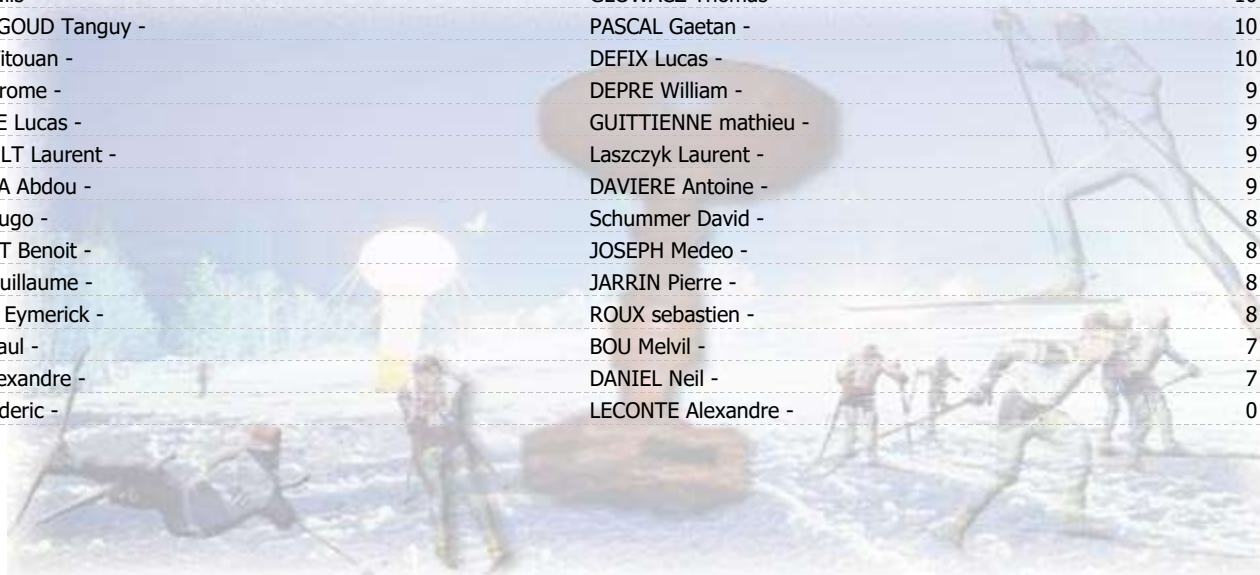 GOUD Tanguy - PASCAL Gaetan - 10
itouan - DEFIX Lucas - 10
rome - DEPRE William - 9
E Lucas - GUITTIENNE mathieu - 9
LT Laurent - Laszczyk Laurent - 9
A Abdou - DAVIERE Antoine - 9
ugo - Schummer David - 8
T Benoit - JOSEPH Medeo - 8
uillaume - JARRIN Pierre - 8
Eymerick - ROUX sebastien - 8
aul - BOU Melvil - 7
exandre - DANIEL Neil - 7
deric - LECONTE Alexandre - 0